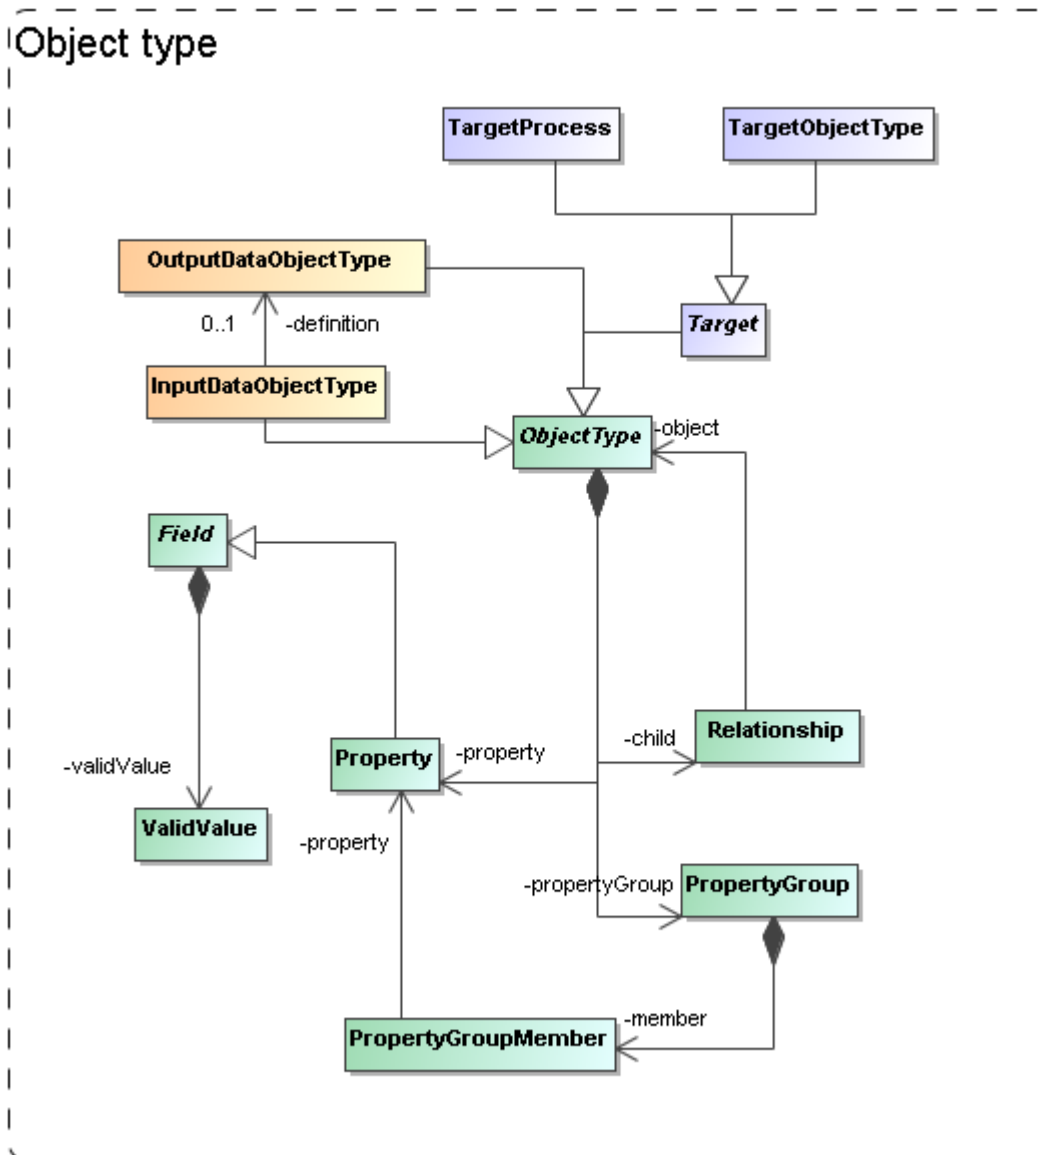 Object type
TargetProcess
TargetObjectType
OutputDataObjectType
0..1
-definition
Target
InputDataObjectType
ObjectType
-object
Field
Relationship
-child
-property
Property
-validValue
ValidValue
-property
-propertyGroup
PropertyGroup
-member
PropertyGroupMember